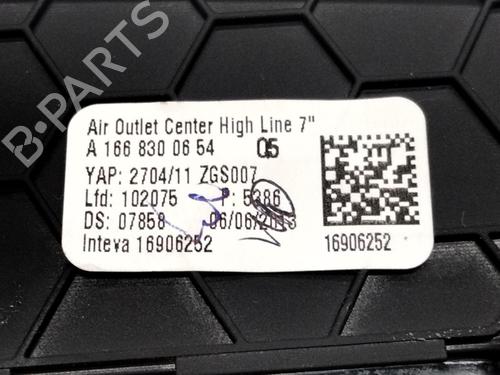 B-PARTS
Air Outlet Center High Line 7"
A 166 830 06 54 05
YAP: 2704/11 ZGS007
Lfd: 102075 P: 5386
DS: 07858 06/06/2013
Inteva 16906252
16906252